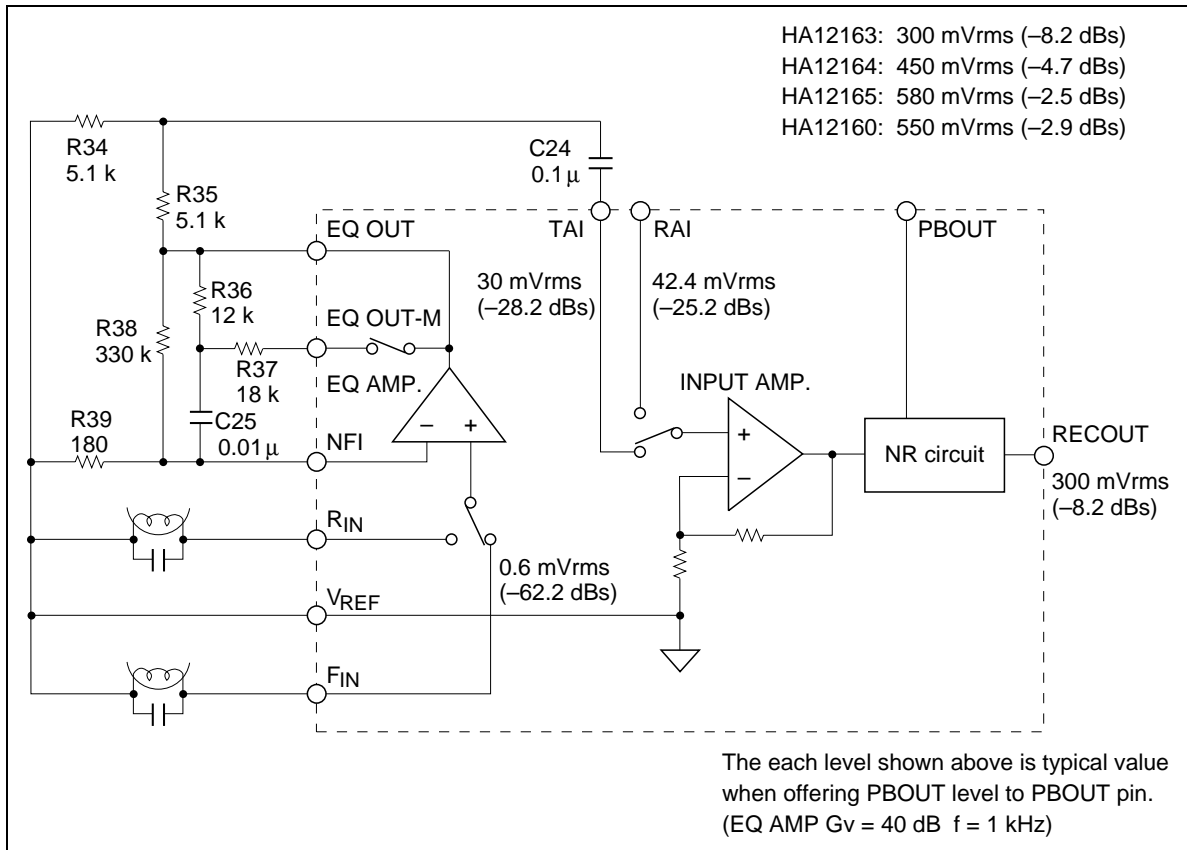 HA12163: 300 mVrms (–8.2 dBs)
HA12164: 450 mVrms (–4.7 dBs)
HA12165: 580 mVrms (–2.5 dBs)
HA12160: 550 mVrms (–2.9 dBs)
R34
5.1 k
C24
0.1 μ
R35
5.1 k
EQ OUT
TAI
RAI
PBOUT
30 mVrms
(–28.2 dBs)
42.4 mVrms
(–25.2 dBs)
R36
12 k
EQ OUT-M
R38
330 k
R37
18 k
EQ AMP.
INPUT AMP.
R39
180
C25
0.01 μ
NFI
– +
+
–
NR circuit
RECOUT
300 mVrms
(–8.2 dBs)
RIN
0.6 mVrms
(–62.2 dBs)
VREF
FIN
The each level shown above is typical value
when offering PBOUT level to PBOUT pin.
(EQ AMP Gv = 40 dB f = 1 kHz)